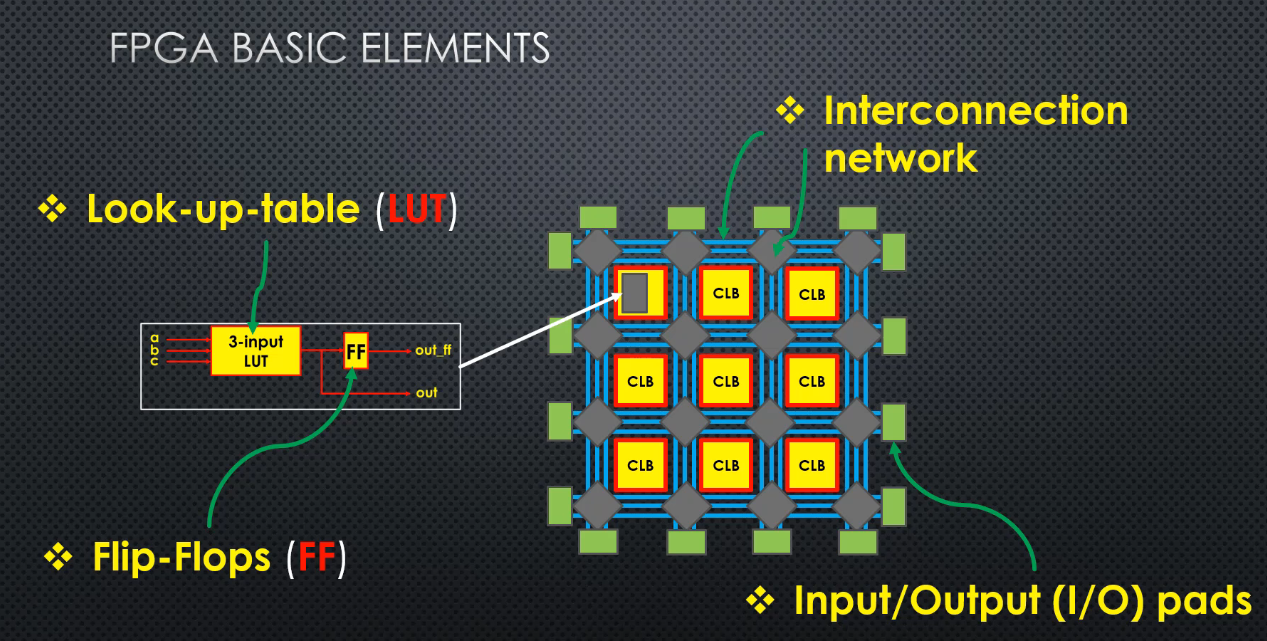 FPGA BASIC ELEMENTS
❖ Interconnection
network
❖ Look-up-table (LUT)
a
b
c
3-input
LUT
FF
out_ff
out
CLB
CLB
CLB
CLB
CLB
CLB
CLB
CLB
❖ Flip-Flops (FF)
❖ Input/Output (I/O) pads